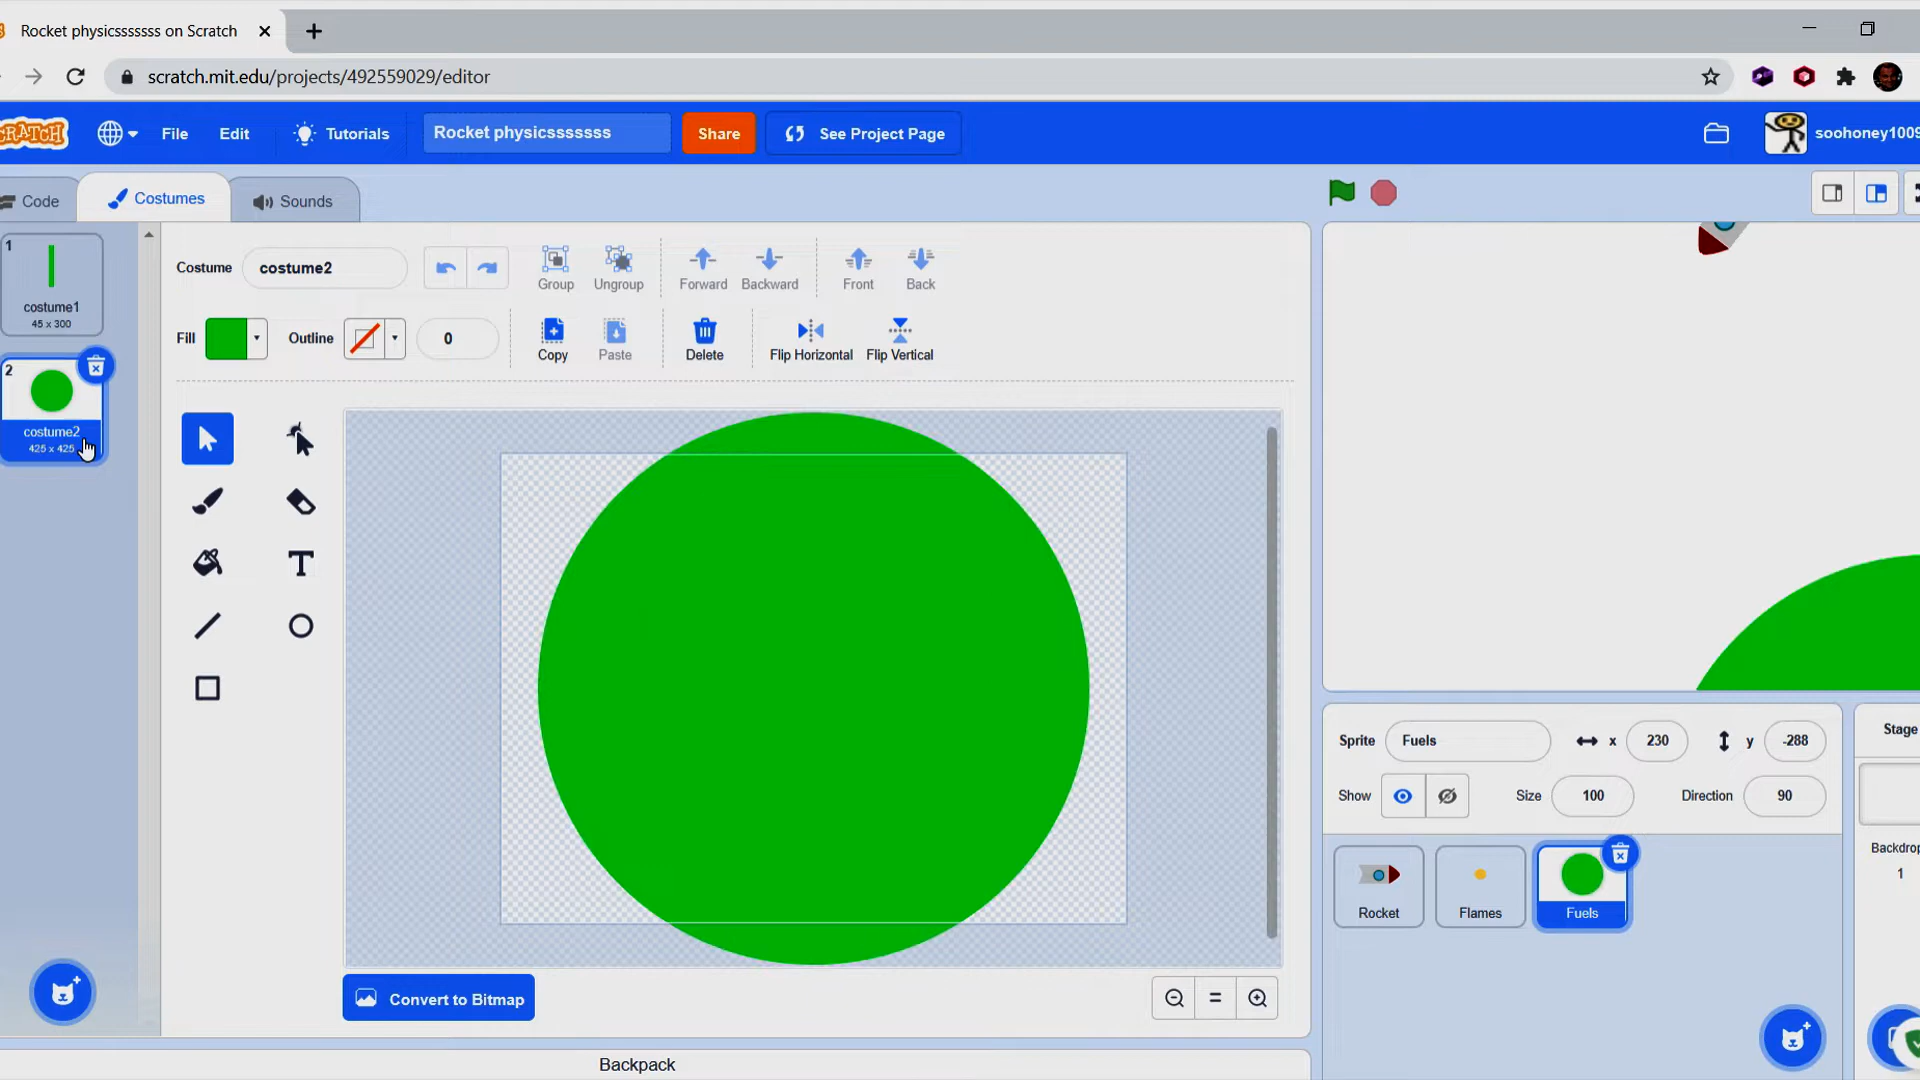 Rocket physicsssssss on Scratch
scratch.mit.edu/projects/492559029/editor
File
Edit
Tutorials
Rocket physicsssssss
Share
See Project Page
soohoney1009
Code
Costumes
Sounds
1
costume1
45 x 300
2
costume2
425 x 425
Costume
costume2
Group
Ungroup
Forward
Backward
Front
Back
Fill
Outline
0
Copy
Paste
Delete
Flip Horizontal
Flip Vertical
T
Convert to Bitmap
Backpack
Sprite
Fuels
x
230
y
-288
Show
Size
100
Direction
90
Rocket
Flames
Fuels
Stage
Backdrop
1